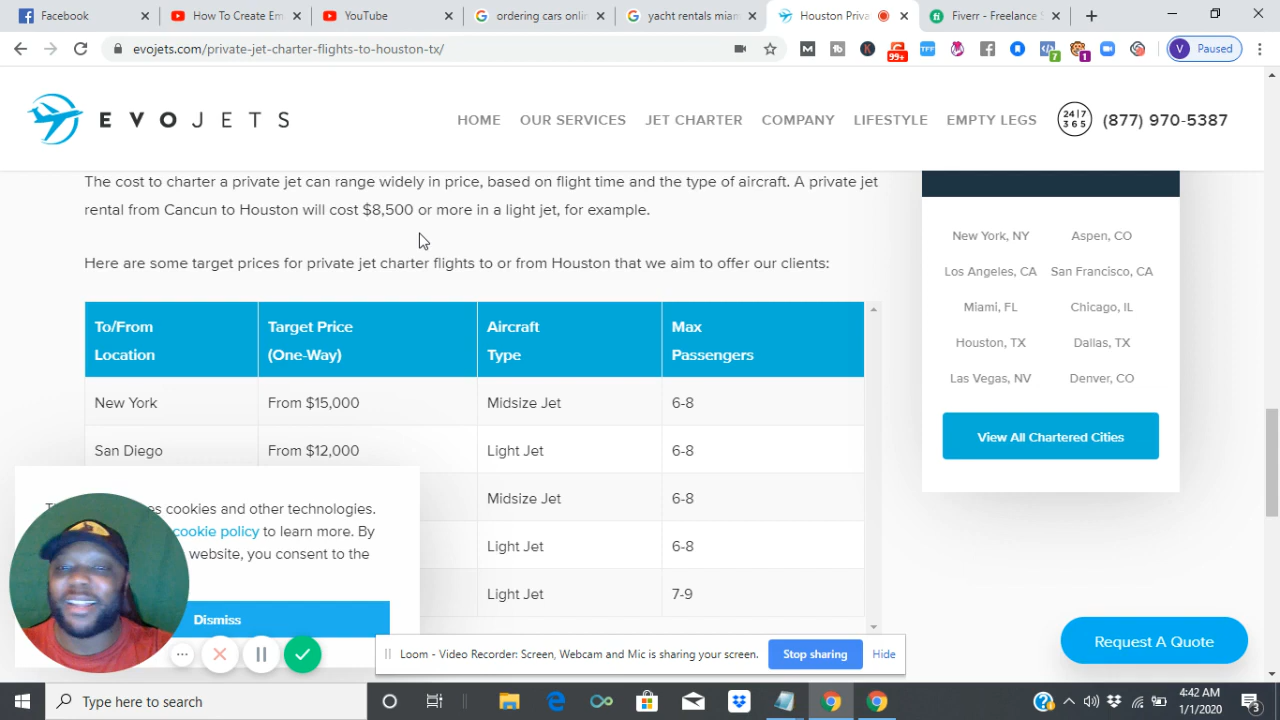 Facebook
How To Create Em
YouTube
ordering cars onlin
yacht rentals miam
Houston Priva
Fiverr - Freelance S
evojets.com/private-jet-charter-flights-to-houston-tx/
99+
TFF
7
1
V Paused
EVOJETS
HOME OUR SERVICES JET CHARTER COMPANY LIFESTYLE EMPTY LEGS
24|7
365
(877) 970-5387
The cost to charter a private jet can range widely in price, based on flight time and the type of aircraft. A private jet
rental from Cancun to Houston will cost $8,500 or more in a light jet, for example.
Here are some target prices for private jet charter flights to or from Houston that we aim to offer our clients:
To/From Location Target Price (One-Way) Aircraft Type Max Passengers
New York From $15,000 Midsize Jet 6-8
San Diego From $12,000 Light Jet 6-8
Midsize Jet 6-8
Light Jet 6-8
Light Jet 7-9
New York, NY Aspen, CO
Los Angeles, CA San Francisco, CA
Miami, FL Chicago, IL
Houston, TX Dallas, TX
Las Vegas, NV Denver, CO
View All Chartered Cities
es cookies and other technologies.
cookie policy to learn more. By
website, you consent to the
Dismiss
Loom - Video Recorder: Screen, Webcam and Mic is sharing your screen.
Stop sharing
Hide
Request A Quote
Type here to search
4:42 AM
1/1/2020
3